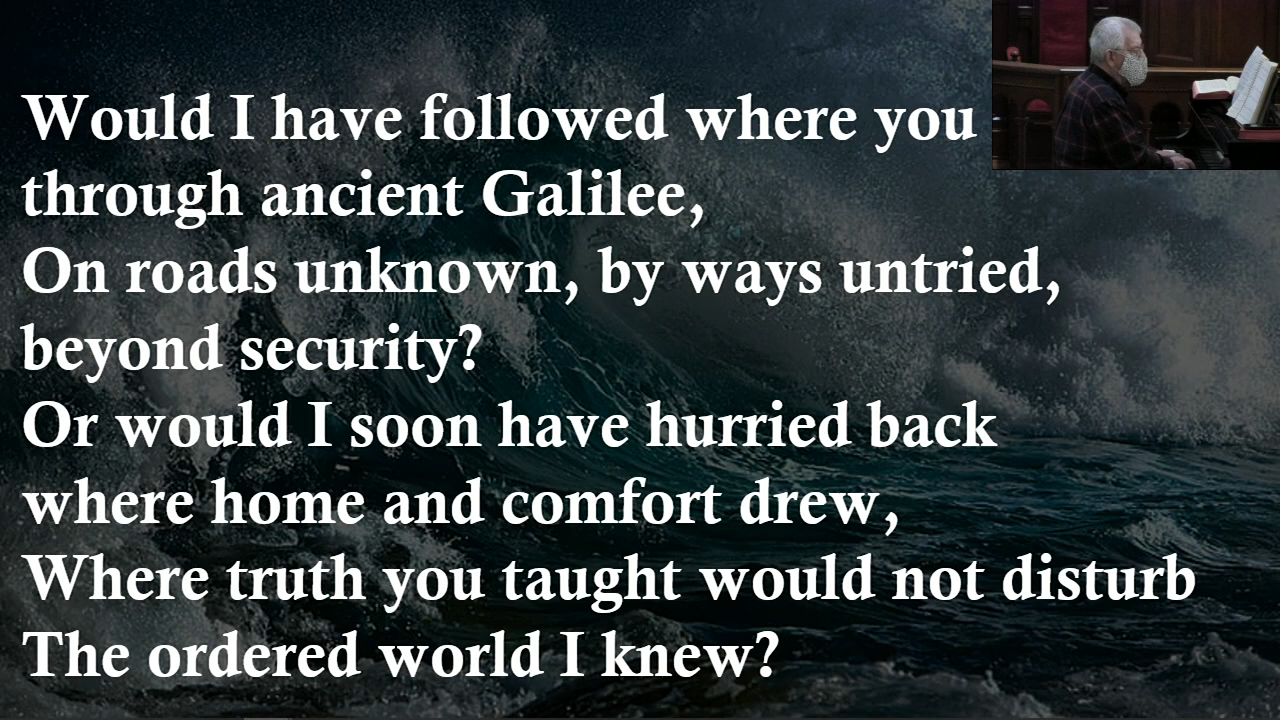 Would I have followed where you
through ancient Galilee,
On roads unknown, by ways untried,
beyond security?
Or would I soon have hurried back
where home and comfort drew,
Where truth you taught would not disturb
The ordered world I knew?